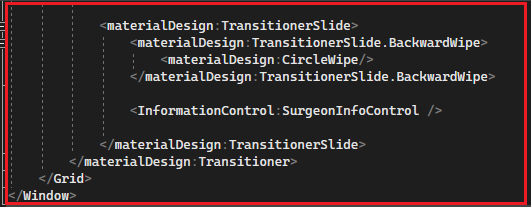 <materialDesign:TransitionerSlide>
<materialDesign:TransitionerSlide.BackwardWipe>
<materialDesign:CircleWipe/>
</materialDesign:TransitionerSlide.BackwardWipe>
<InformationControl:SurgeonInfoControl />
</materialDesign:TransitionerSlide>
</materialDesign:Transitioner>
</Grid>
</Window>